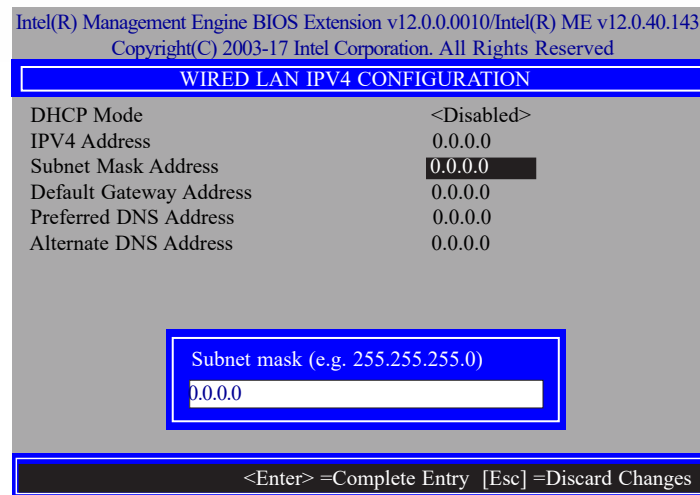 Intel(R) Management Engine BIOS Extension v12.0.0.0010/Intel(R) ME v12.0.40.143
Copyright(C) 2003-17 Intel Corporation. All Rights Reserved
WIRED LAN IPV4 CONFIGURATION
DHCP Mode <Disabled>
IPV4 Address 0.0.0.0
Subnet Mask Address 0.0.0.0
Default Gateway Address 0.0.0.0
Preferred DNS Address 0.0.0.0
Alternate DNS Address 0.0.0.0
Subnet mask (e.g. 255.255.255.0)
0.0.0.0
<Enter> =Complete Entry [Esc] =Discard Changes